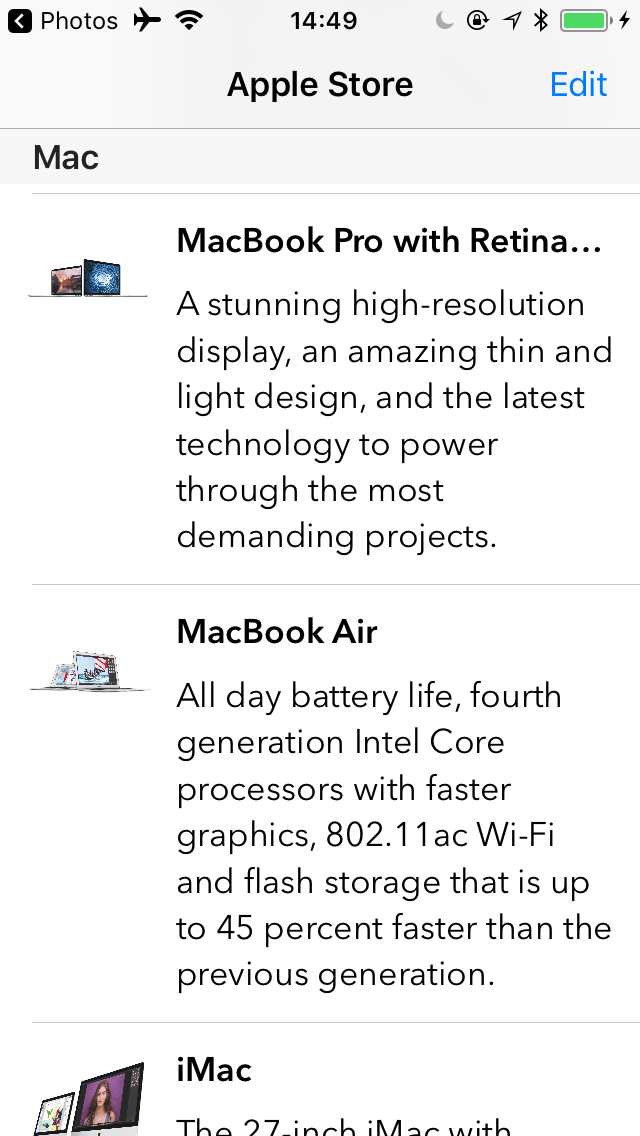 Photos 14:49
Apple Store Edit
Mac
MacBook Pro with Retina...
A stunning high-resolution
display, an amazing thin and
light design, and the latest
technology to power
through the most
demanding projects.
MacBook Air
All day battery life, fourth
generation Intel Core
processors with faster
graphics, 802.11ac Wi-Fi
and flash storage that is up
to 45 percent faster than the
previous generation.
iMac
The 27-inch iMac with